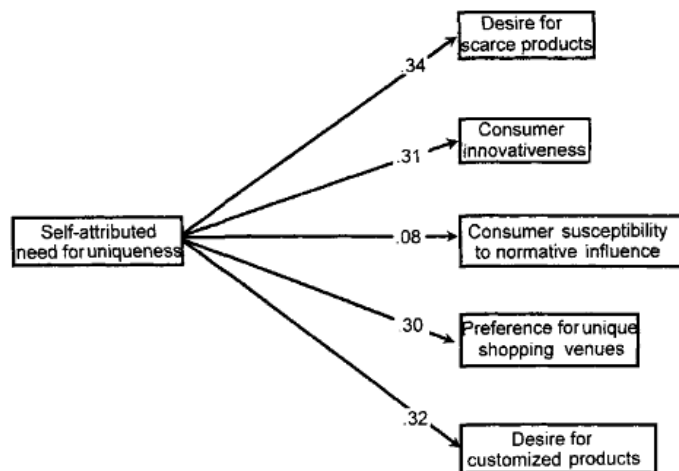 Desire for
scarce products
.34
Consumer
innovativeness
.31
Self-attributed
need for uniqueness
.08
Consumer susceptibility
to normative influence
.30
Preference for unique
shopping venues
.32
Desire for
customized products